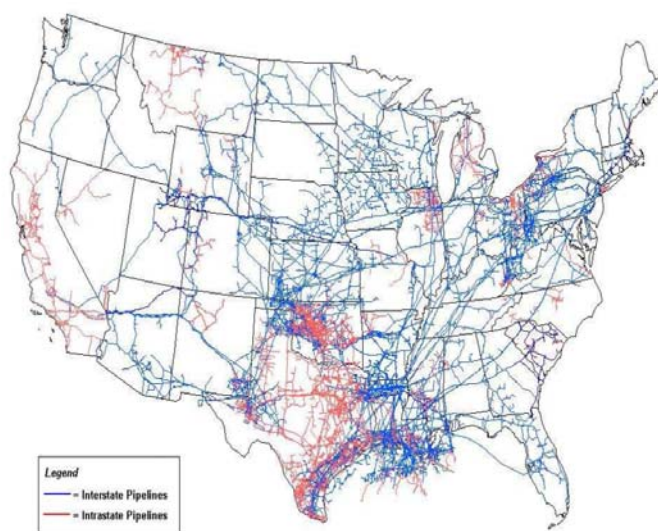 Legend
= Interstate Pipelines
= Intrastate Pipelines